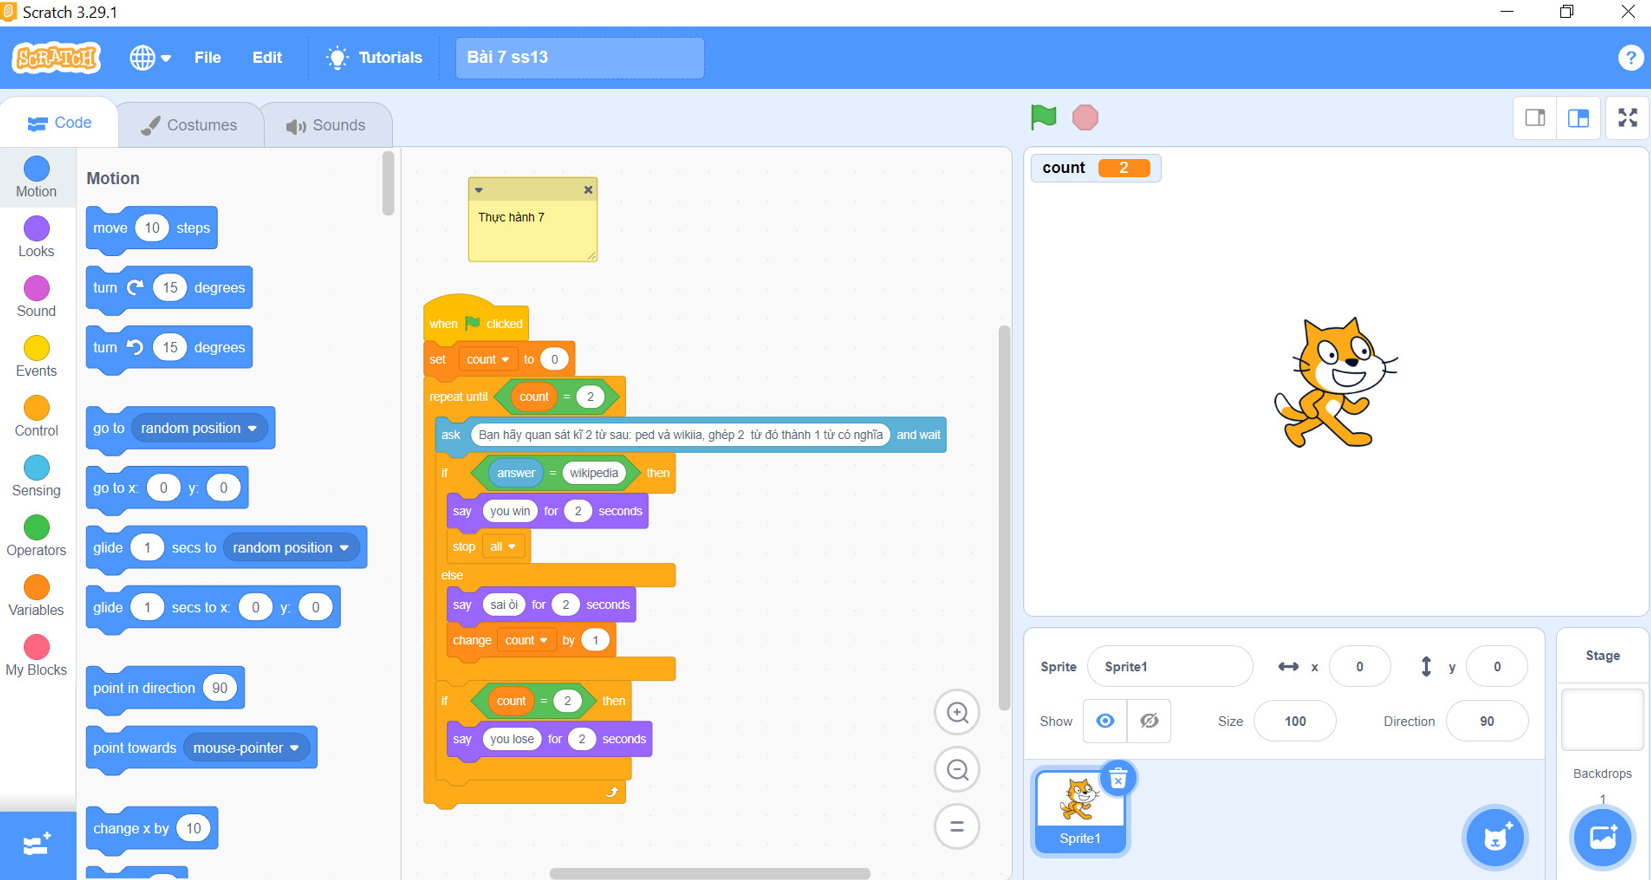 Scratch 3.29.1
SCRATCH File Edit Tutorials Bài 7 ss13 ?
Code Costumes Sounds
Motion
Looks
Sound
Events
Control
Sensing
Operators
Variables
My Blocks
Motion
move 10 steps
turn 15 degrees
turn 15 degrees
go to random position
go to x: 0 y: 0
glide 1 secs to random position
glide 1 secs to x: 0 y: 0
point in direction 90
point towards mouse-pointer
change x by 10
Thực hành 7
when clicked
set count to 0
repeat until count = 2
ask Bạn hãy quan sát kĩ 2 từ sau: ped và wikiia, ghép 2 từ đó thành 1 từ có nghĩa and wait
if answer = wikipedia then
say you win for 2 seconds
stop all
else
say sai òi for 2 seconds
change count by 1
if count = 2 then
say you lose for 2 seconds
count 2
Sprite Sprite1 x 0 y 0
Show Size 100 Direction 90
Sprite1
Stage
Backdrops
1